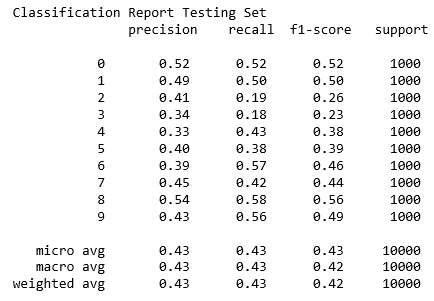 Classification Report Testing Set
precision recall f1-score support
0 0.52 0.52 0.52 1000
1 0.49 0.50 0.50 1000
2 0.41 0.19 0.26 1000
3 0.34 0.18 0.23 1000
4 0.33 0.43 0.38 1000
5 0.40 0.38 0.39 1000
6 0.39 0.57 0.46 1000
7 0.45 0.42 0.44 1000
8 0.54 0.58 0.56 1000
9 0.43 0.56 0.49 1000
micro avg 0.43 0.43 0.43 10000
macro avg 0.43 0.43 0.42 10000
weighted avg 0.43 0.43 0.42 10000